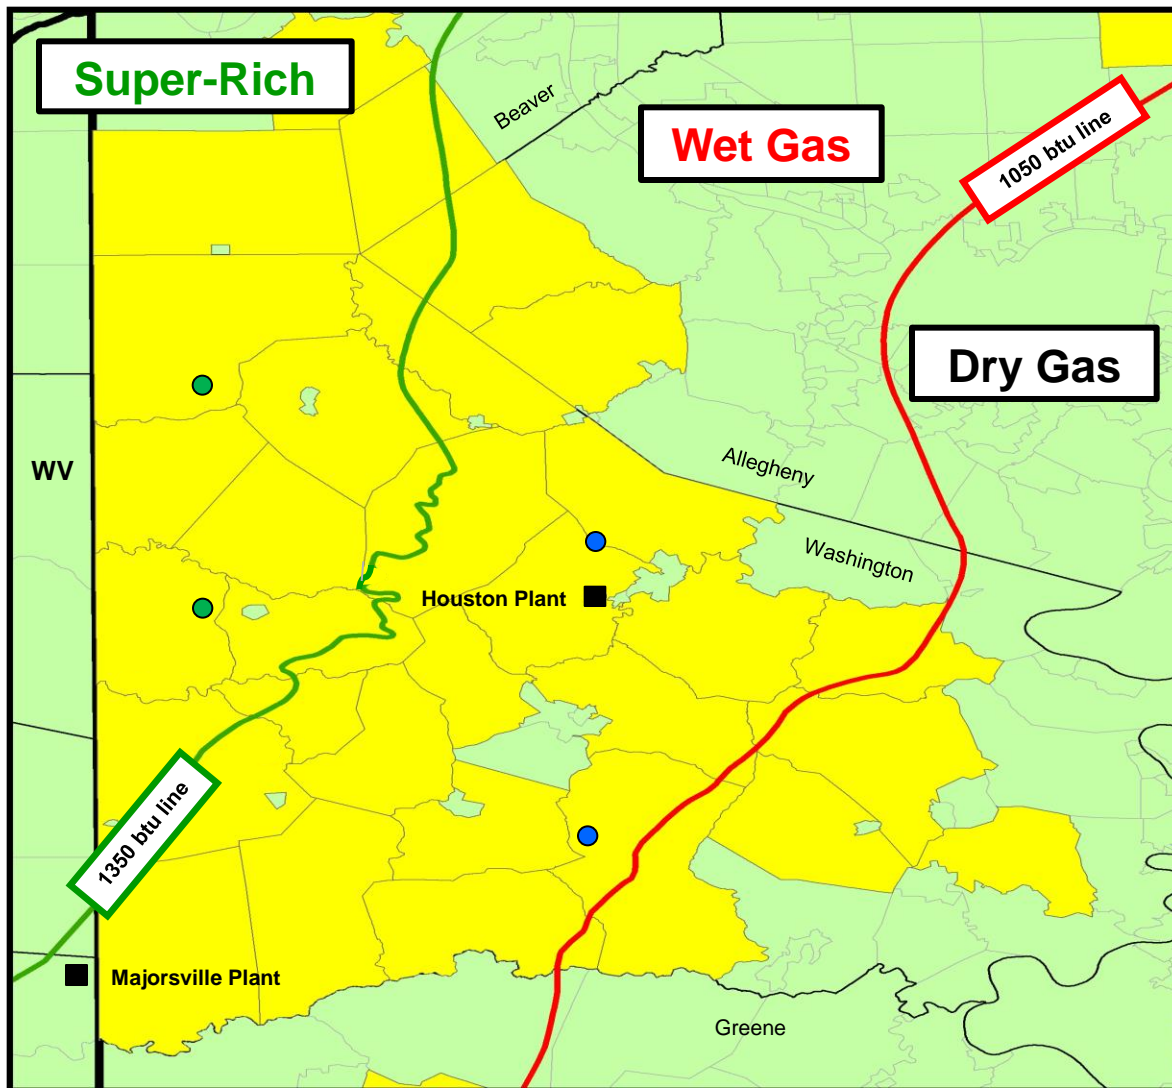 Super-Rich
Beaver
Wet Gas
1050 btu line
Dry Gas
WV
Allegheny
Washington
Houston Plant
1350 btu line
Majorsville Plant
Greene